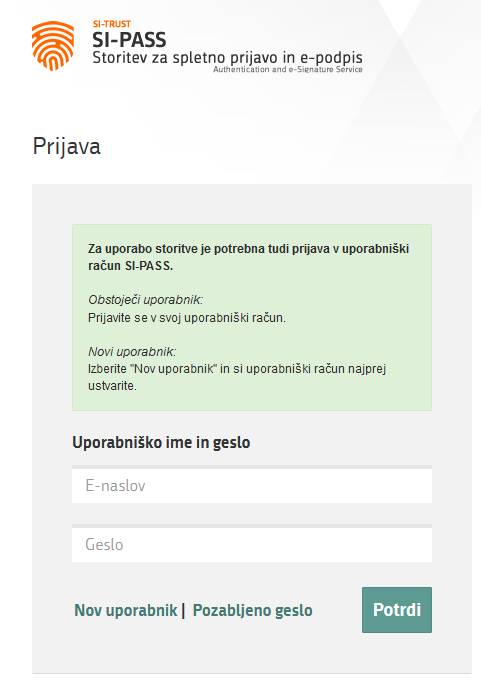 SI-TRUST
SI-PASS
Storitev za spletno prijavo in e-podpis
Authentication and e-Signature Service
Prijava
Za uporabo storitve je potrebna tudi prijava v uporabniški
račun SI-PASS.
Obstoječi uporabnik:
Prijavite se v svoj uporabniški račun.
Novi uporabnik:
Izberite "Nov uporabnik" in si uporabniški račun najprej
ustvarite.
Uporabniško ime in geslo
E-naslov
Geslo
Nov uporabnik | Pozabljeno geslo
Potrdi